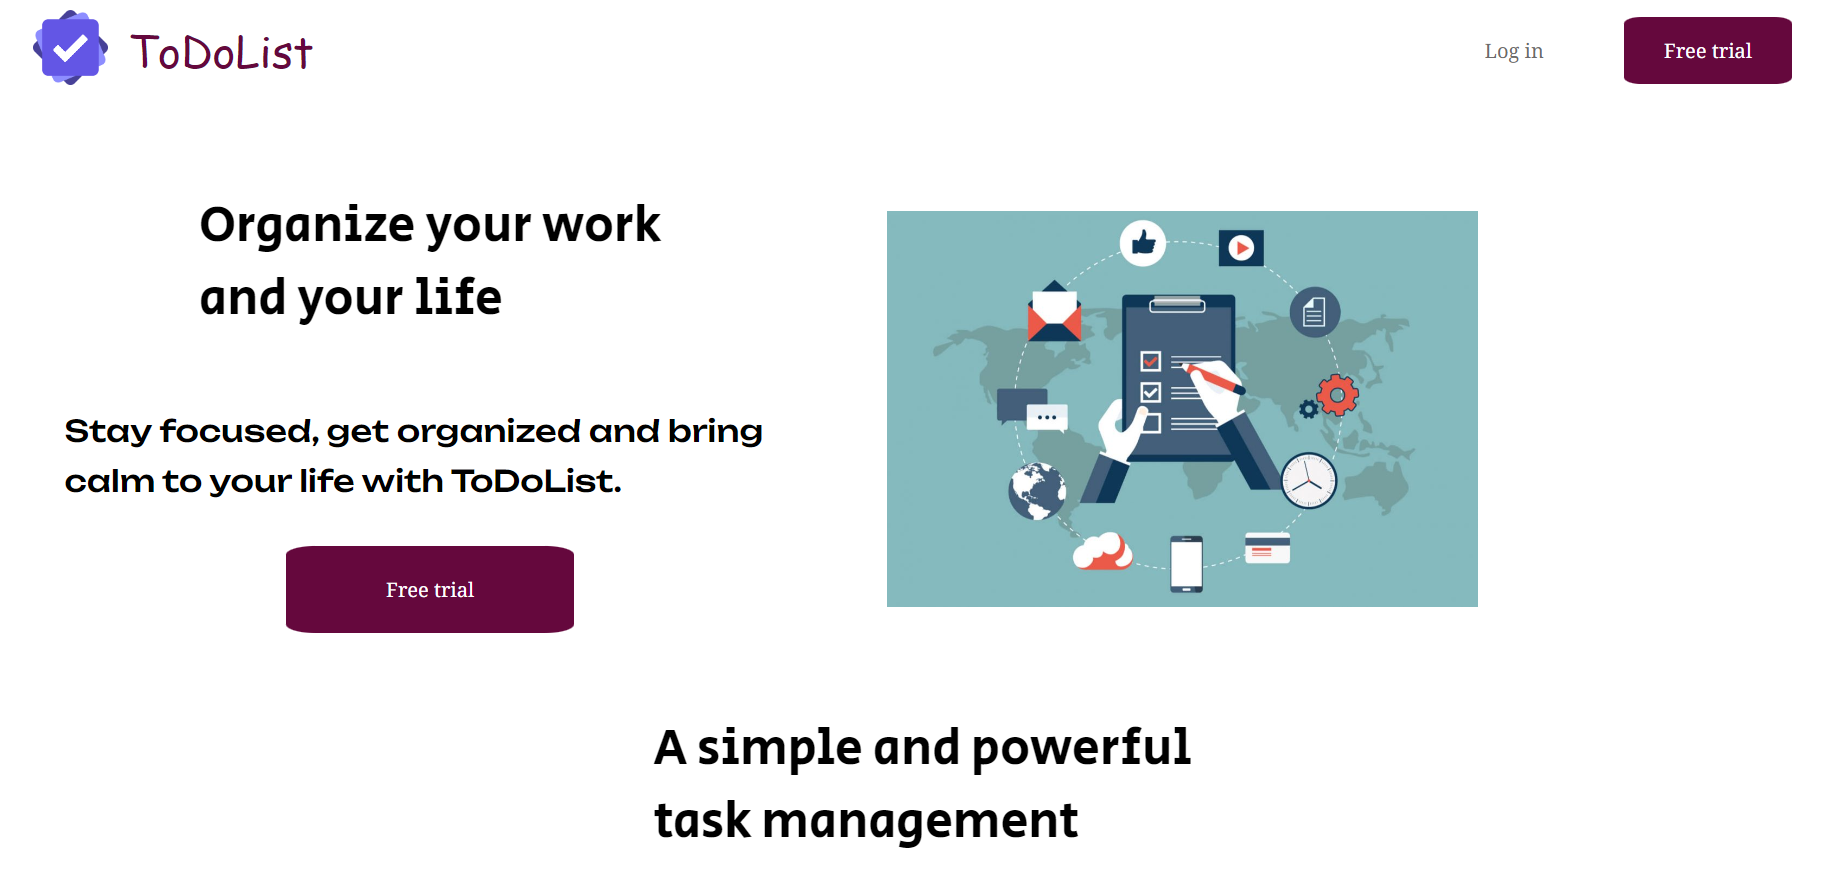 ToDoList
Log in
Free trial
Organize your work
and your life
Stay focused, get organized and bring
calm to your life with ToDoList.
Free trial
A simple and powerful
task management